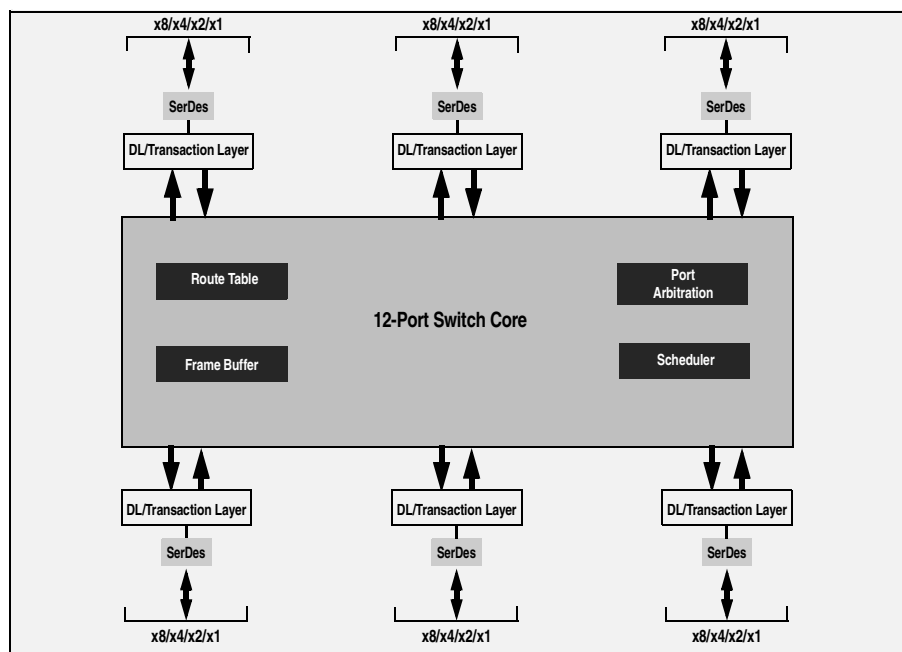 x8/x4/x2/x1 x8/x4/x2/x1 x8/x4/x2/x1
SerDes SerDes SerDes
DL/Transaction Layer DL/Transaction Layer DL/Transaction Layer
Route Table
Port
Arbitration
12-Port Switch Core
Frame Buffer
Scheduler
DL/Transaction Layer DL/Transaction Layer DL/Transaction Layer
SerDes SerDes SerDes
x8/x4/x2/x1 x8/x4/x2/x1 x8/x4/x2/x1